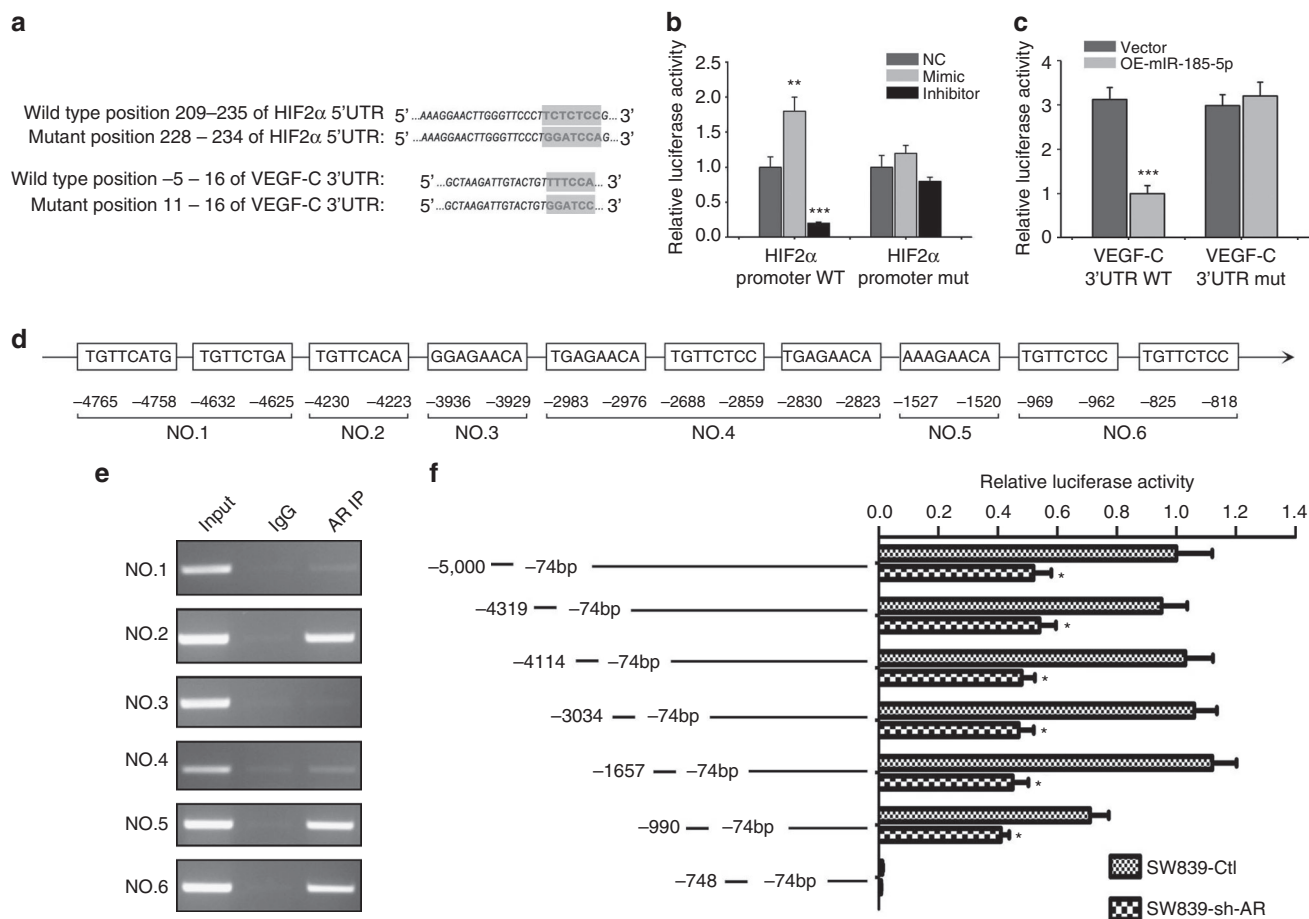 a
Wild type position 209–235 of HIF2α 5'UTR 5' ...AAAGGAACTTGGGTTCCCTTCTCTCCG... 3'
Mutant position 228 – 234 of HIF2α 5'UTR: 5' ...AAAGGAACTTGGGTTCCCTGGATCCAG... 3'
Wild type position –5 – 16 of VEGF-C 3'UTR: 5' ...GCTAAGATTGTACTGTTTTCCA... 3'
Mutant position 11 – 16 of VEGF-C 3'UTR: 5' ...GCTAAGATTGTACTGTGGATCC... 3'
b
Relative luciferase activity
2.5
2.0
1.5
1.0
0.5
0.0
NC
Mimic
Inhibitor
**
***
HIF2α promoter WT
HIF2α promoter mut
c
Relative luciferase activity
4
3
2
1
0
Vector
OE-mIR-185-5p
***
VEGF-C 3'UTR WT
VEGF-C 3'UTR mut
d
TGTTCATG TGTTCTGA TGTTCACA GGAGAACA TGAGAACA TGTTCTCC TGAGAACA AAAGAACA TGTTCTCC TGTTCTCC
–4765 –4758 –4632 –4625 –4230 –4223 –3936 –3929 –2983 –2976 –2688 –2859 –2830 –2823 –1527 –1520 –969 –962 –825 –818
NO.1 NO.2 NO.3 NO.4 NO.5 NO.6
e
Input IgG AR IP
NO.1
NO.2
NO.3
NO.4
NO.5
NO.6
f
Relative luciferase activity
0.0 0.2 0.4 0.6 0.8 1.0 1.2 1.4
–5,000 — –74bp
*
–4319 — –74bp
*
–4114 — –74bp
*
–3034 — –74bp
*
–1657 — –74bp
*
–990 — –74bp
*
–748 — –74bp
SW839-Ctl
SW839-sh-AR